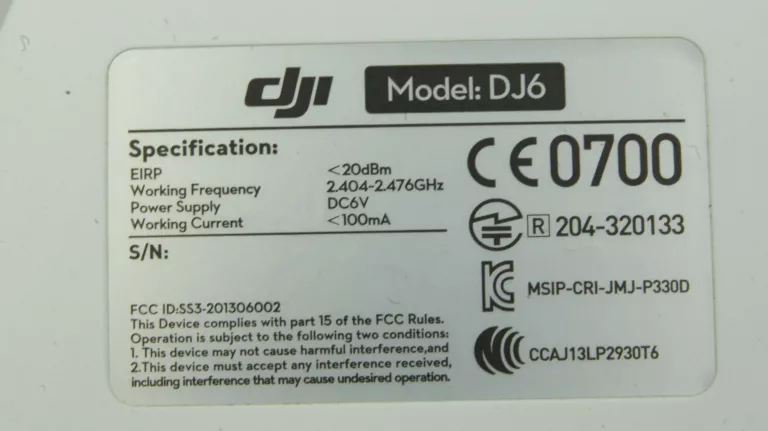 dji
Model: DJ6
Specification:
EIRP <20dBm
Working Frequency 2.404-2.476GHz
Power Supply DC6V
Working Current <100mA
S/N:
FCC ID:SS3-201306002
This Device complies with part 15 of the FCC Rules.
Operation is subject to the following two conditions:
1. This device may not cause harmful interference,and
2.This device must accept any interference received,
including interference that may cause undesired operation.
CE0700
R 204-320133
MSIP-CRI-JMJ-P330D
CCAJ13LP2930T6